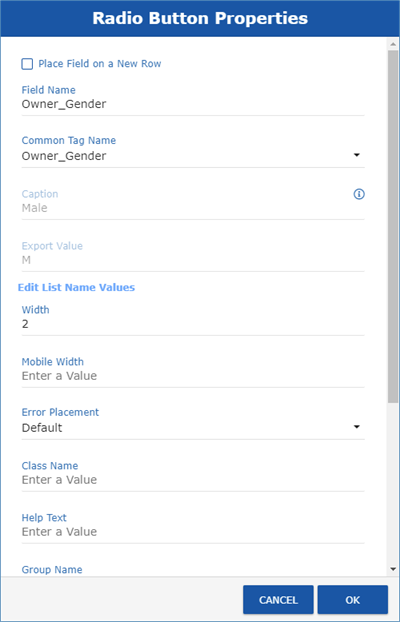 Radio Button Properties
Place Field on a New Row
Field Name
Owner_Gender
Common Tag Name
Owner_Gender
Caption
Male
Export Value
M
Edit List Name Values
Width
2
Mobile Width
Enter a Value
Error Placement
Default
Class Name
Enter a Value
Help Text
Enter a Value
Group Name
CANCEL OK